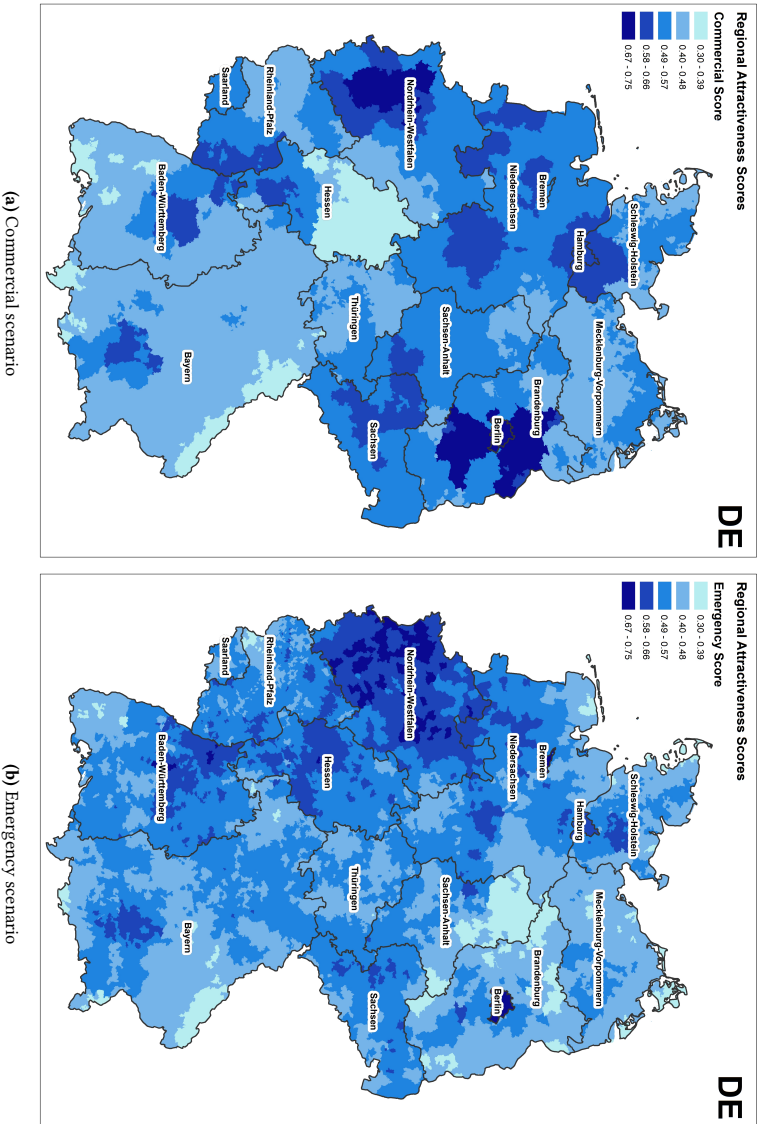 DE
Regional Attractiveness Scores
Commercial Score
0.30 - 0.39
0.40 - 0.48
0.49 - 0.57
0.58 - 0.66
0.67 - 0.75
Schleswig-Holstein
Mecklenburg-Vorpommern
Hamburg
Bremen
Brandenburg
Niedersachsen
Berlin
Sachsen-Anhalt
Nordrhein-Westfalen
Sachsen
Thüringen
Hessen
Rheinland-Pfalz
Saarland
Bayern
Baden-Württemberg
(a) Commercial scenario
DE
Regional Attractiveness Scores
Emergency Score
0.30 - 0.39
0.40 - 0.48
0.49 - 0.57
0.58 - 0.66
0.67 - 0.75
Schleswig-Holstein
Mecklenburg-Vorpommern
Hamburg
Bremen
Brandenburg
Niedersachsen
Berlin
Sachsen-Anhalt
Nordrhein-Westfalen
Sachsen
Thüringen
Hessen
Rheinland-Pfalz
Saarland
Bayern
Baden-Württemberg
(b) Emergency scenario